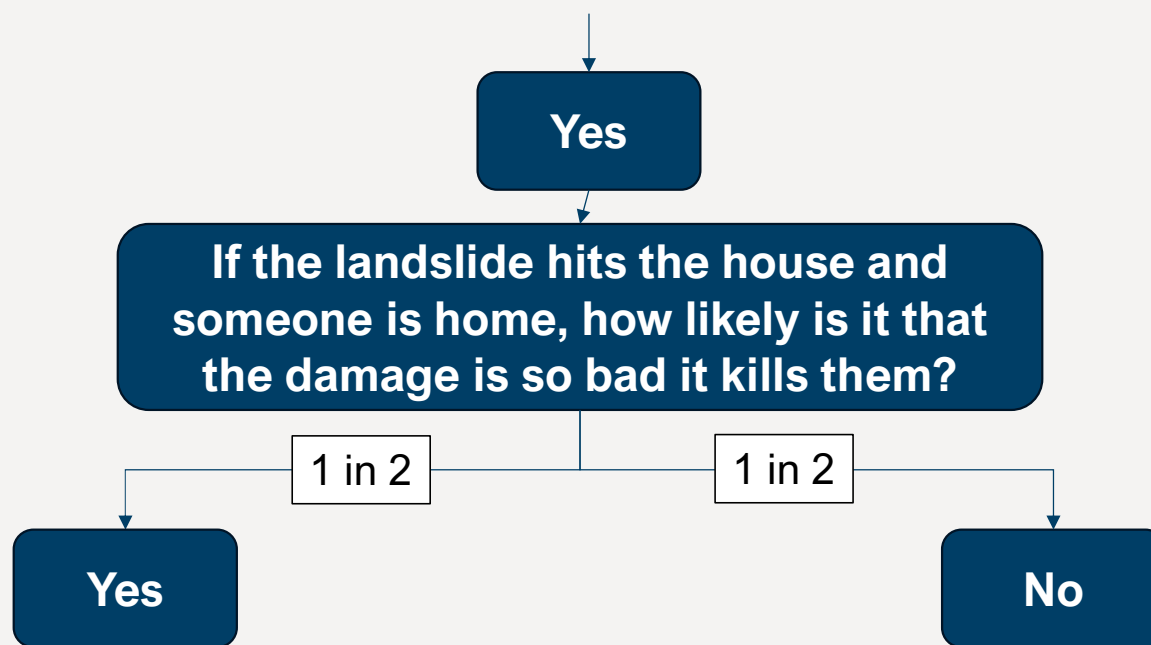 Yes
If the landslide hits the house and
someone is home, how likely is it that
the damage is so bad it kills them?
1 in 2
1 in 2
Yes
No